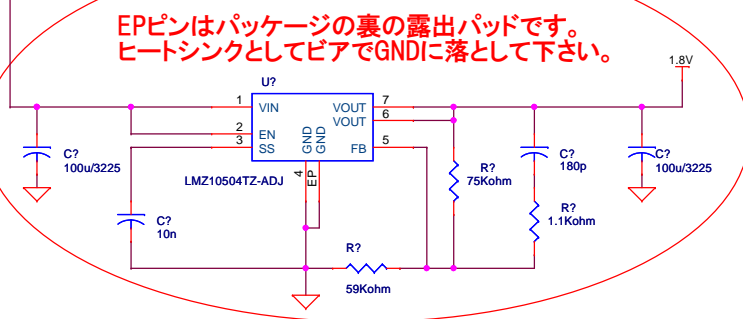 EPピンはパッケージの裏の露出パッドです。
ヒートシンクとしてビアでGNDに落として下さい。
1.8V
U?
1
VIN
VOUT
7
VOUT
6
2
EN
3
SS
GND
GND
FB
5
4
EP
LMZ10504TZ-ADJ
C?
100u/3225
C?
10n
R?
75Kohm
C?
180p
R?
1.1Kohm
C?
100u/3225
R?
59Kohm